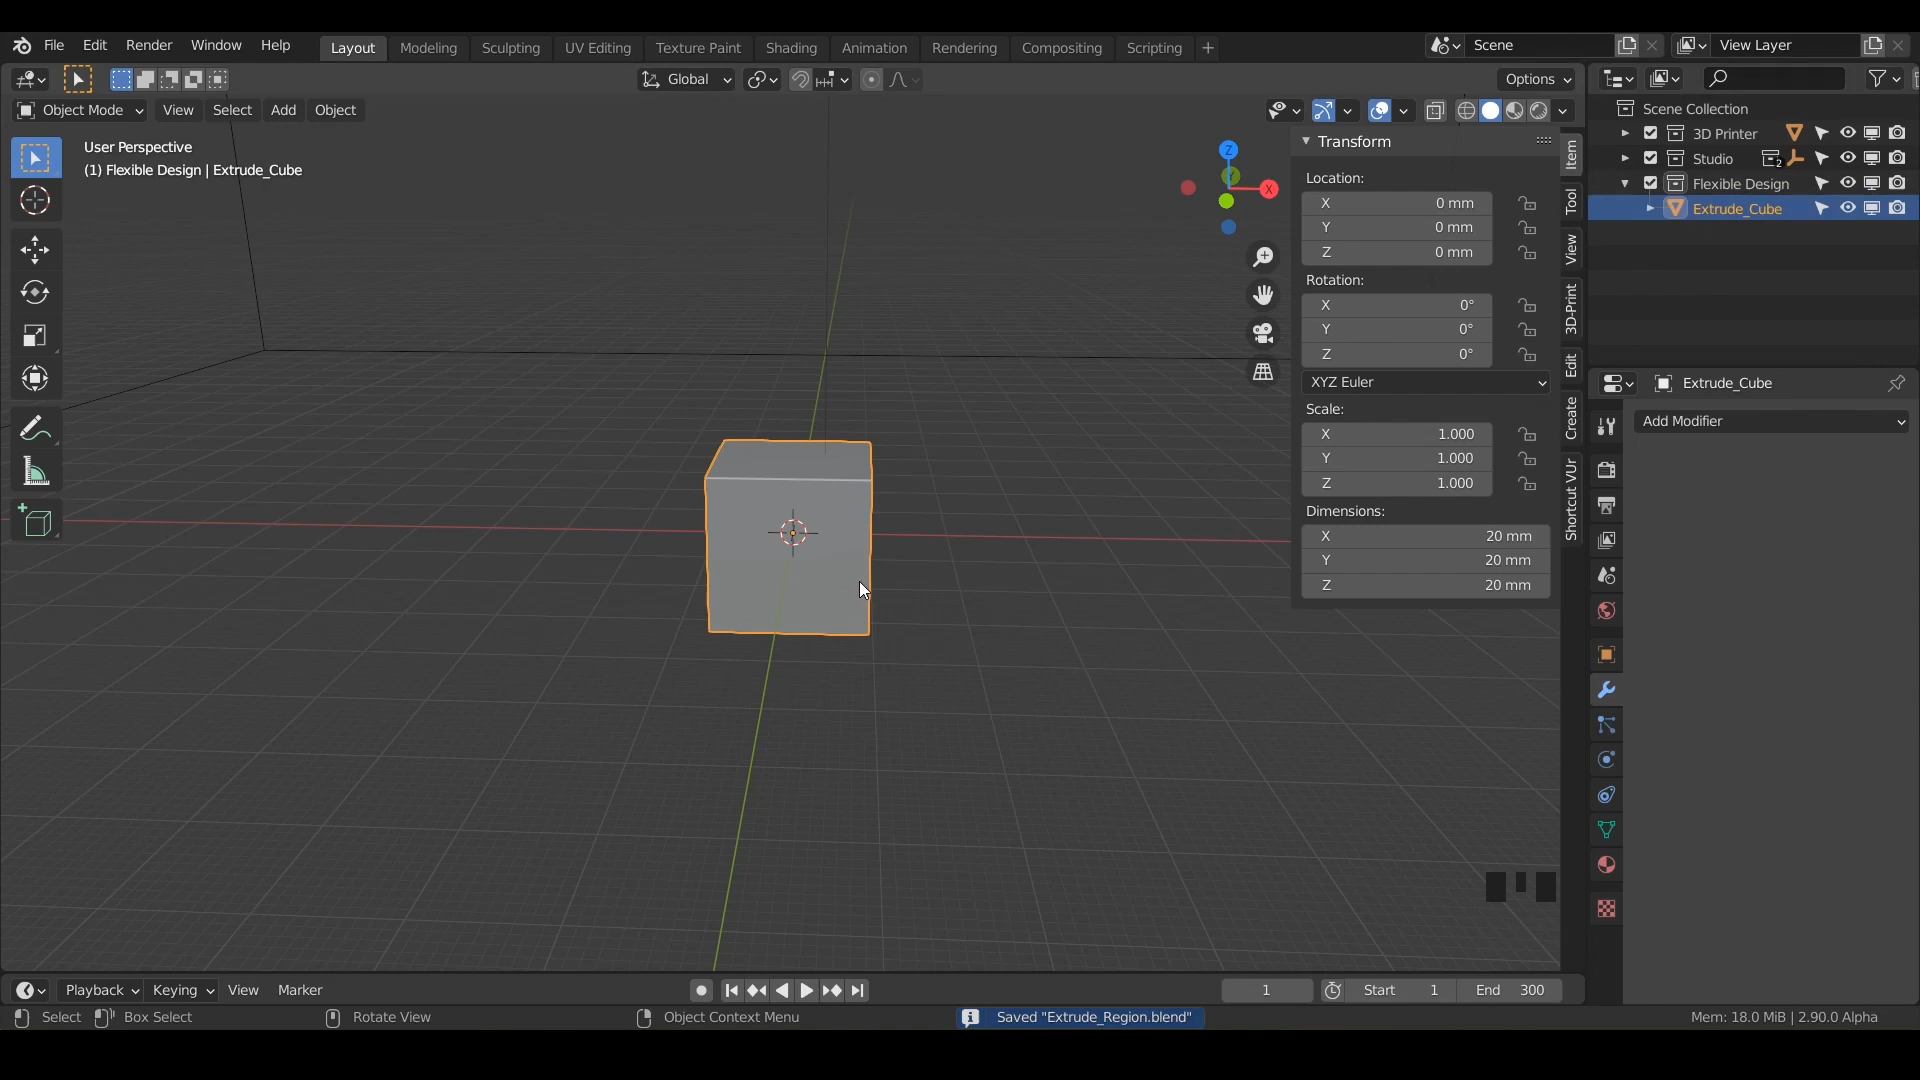 File Edit Render Window Help Layout Modeling Sculpting UV Editing Texture Paint Shading Animation Rendering Compositing Scripting + Scene View Layer
Global Options
Object Mode View Select Add Object
User Perspective
(1) Flexible Design | Extrude_Cube
Z
X
Transform
Location:
X 0 mm
Y 0 mm
Z 0 mm
Rotation:
X 0°
Y 0°
Z 0°
XYZ Euler
Scale:
X 1.000
Y 1.000
Z 1.000
Dimensions:
X 20 mm
Y 20 mm
Z 20 mm
Item
Tool
View
3D-Print
Edit
Create
Shortcut VUr
Scene Collection
3D Printer
Studio 2
Flexible Design
Extrude_Cube
Extrude_Cube
Add Modifier
Playback Keying View Marker 1 Start 1 End 300
Select Box Select Rotate View Object Context Menu Saved "Extrude_Region.blend" Mem: 18.0 MiB | 2.90.0 Alpha